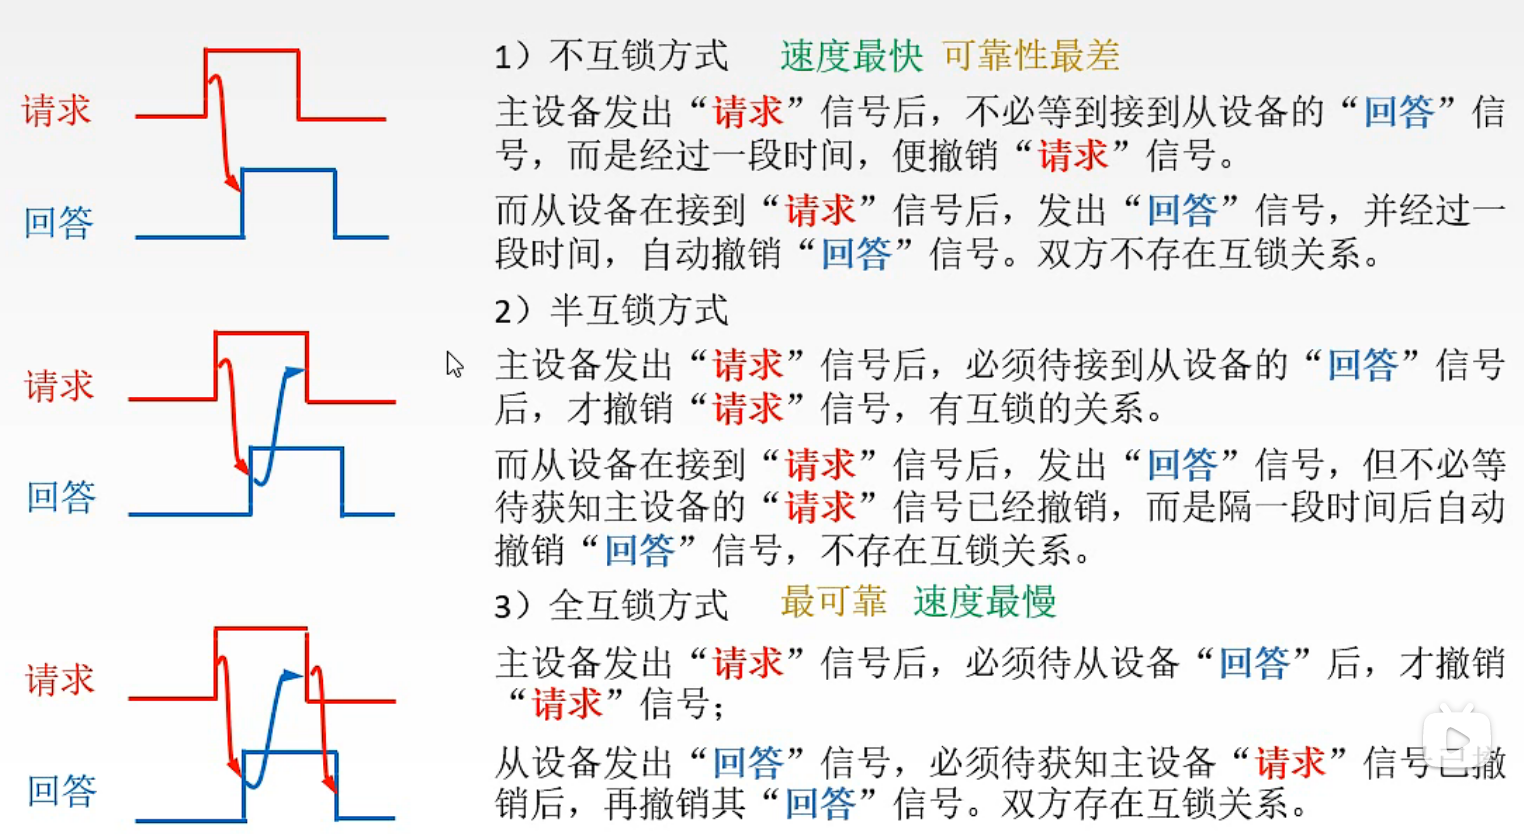 1）不互锁方式 速度最快 可靠性最差
请求
主设备发出“请求”信号后，不必等到接到从设备的“回答”信
号，而是经过一段时间，便撤销“请求”信号。
回答
而从设备在接到“请求”信号后，发出“回答”信号，并经过一
段时间，自动撤销“回答”信号。双方不存在互锁关系。
2）半互锁方式
请求
主设备发出“请求”信号后，必须待接到从设备的“回答”信号
后，才撤销“请求”信号，有互锁的关系。
回答
而从设备在接到“请求”信号后，发出“回答”信号，但不必等
待获知主设备的“请求”信号已经撤销，而是隔一段时间后自动
撤销“回答”信号，不存在互锁关系。
3）全互锁方式 最可靠 速度最慢
请求
主设备发出“请求”信号后，必须待从设备“回答”后，才撤销
“请求”信号；
回答
从设备发出“回答”信号，必须待获知主设备“请求”信号已撤
销后，再撤销其“回答”信号。双方存在互锁关系。